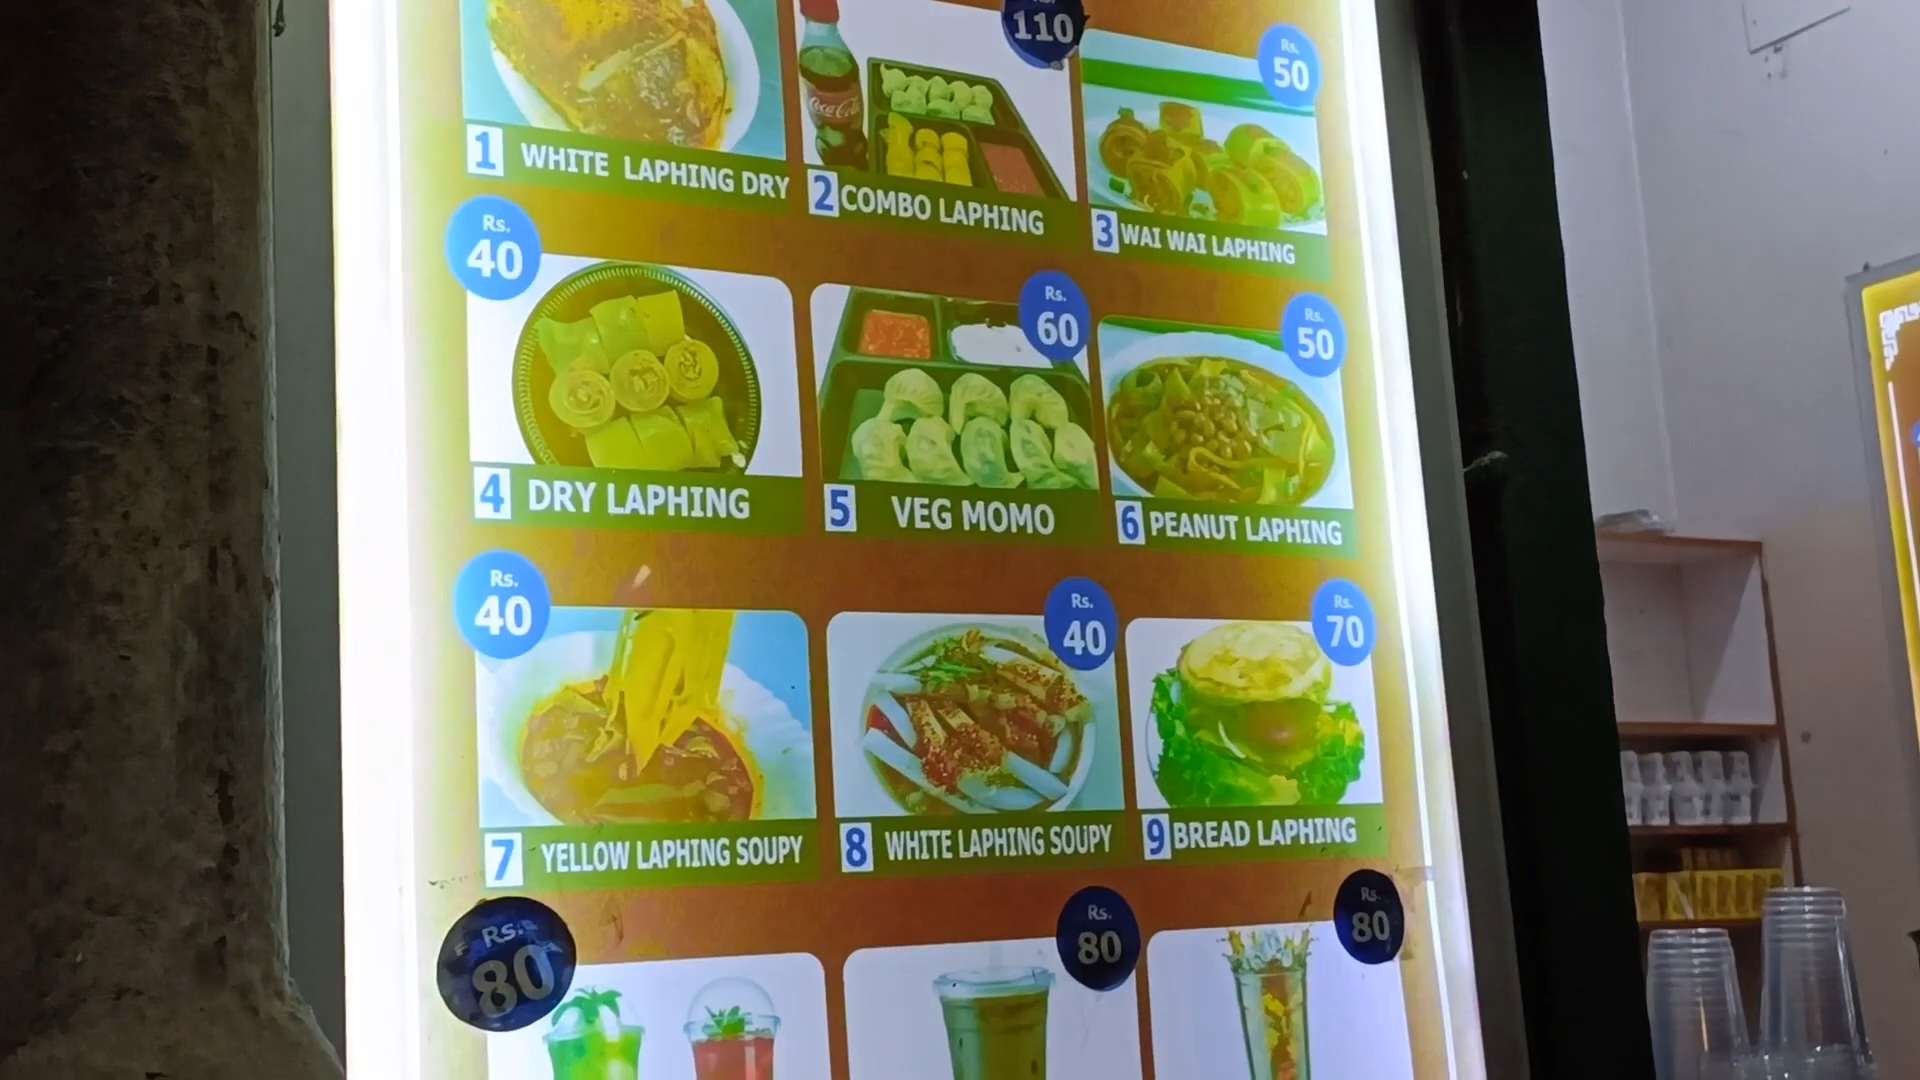 Rs.
110
Rs.
50
Coca-Cola
1 WHITE LAPHING DRY
2 COMBO LAPHING
3 WAI WAI LAPHING
Rs.
40
Rs.
60
Rs.
50
4 DRY LAPHING
5 VEG MOMO
6 PEANUT LAPHING
Rs.
40
Rs.
40
Rs.
70
7 YELLOW LAPHING SOUPY
8 WHITE LAPHING SOUPY
9 BREAD LAPHING
Rs.
80
Rs.
80
Rs.
80